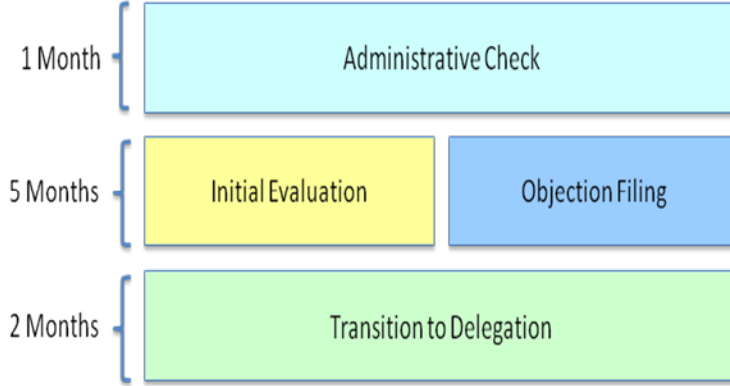 1 Month
Administrative Check
5 Months
Initial Evaluation
Objection Filing
2 Months
Transition to Delegation